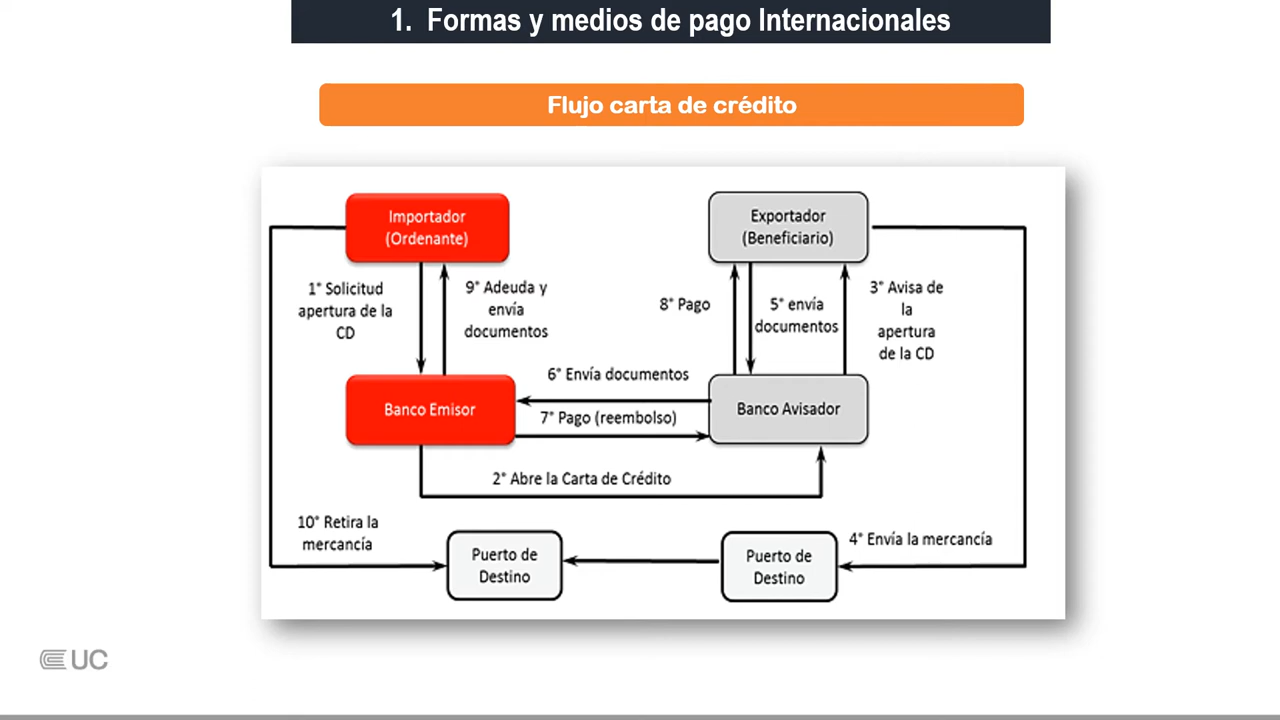 1. Formas y medios de pago Internacionales
Flujo carta de crédito
Importador
(Ordenante)
Exportador
(Beneficiario)
1° Solicitud
apertura de la
CD
9° Adeuda y
envía
documentos
8° Pago
5° envía
documentos
3° Avisa de
la
apertura
de la CD
6° Envía documentos
Banco Emisor
7° Pago (reembolso)
Banco Avisador
2° Abre la Carta de Crédito
10° Retira la
mercancía
Puerto de
Destino
Puerto de
Destino
4° Envía la mercancía
UC